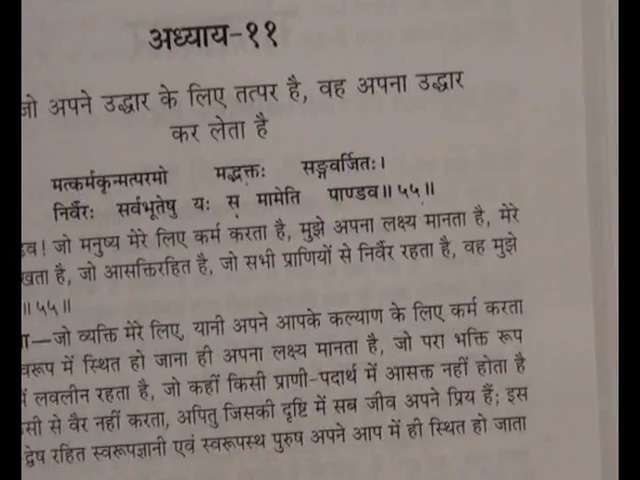 अध्याय-११
जो अपने उद्धार के लिए तत्पर है, वह अपना उद्धार
कर लेता है
मत्कर्मकृन्मत्परमो मद्भक्तः सङ्गवर्जितः।
निर्वैरः सर्वभूतेषु यः स मामेति पाण्डव॥५५॥
जो मनुष्य मेरे लिए कर्म करता है, मुझे अपना लक्ष्य मानता है, मेरे
है, जो आसक्तिरहित है, जो सभी प्राणियों से निर्वैर रहता है, वह मुझे
॥५५॥
—जो व्यक्ति मेरे लिए, यानी अपने आपके कल्याण के लिए कर्म करता
में स्थित हो जाना ही अपना लक्ष्य मानता है, जो परा भक्ति रूप
लवलीन रहता है, जो कहीं किसी प्राणी-पदार्थ में आसक्त नहीं होता है
से वैर नहीं करता, अपितु जिसकी दृष्टि में सब जीव अपने प्रिय हैं; इस
द्वेष रहित स्वरूपज्ञानी एवं स्वरूपस्थ पुरुष अपने आप में ही स्थित हो जाता